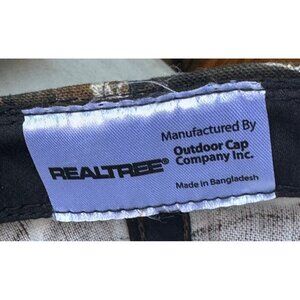 REALTREE®
Manufactured By
Outdoor Cap
Company Inc.
Made in Bangladesh